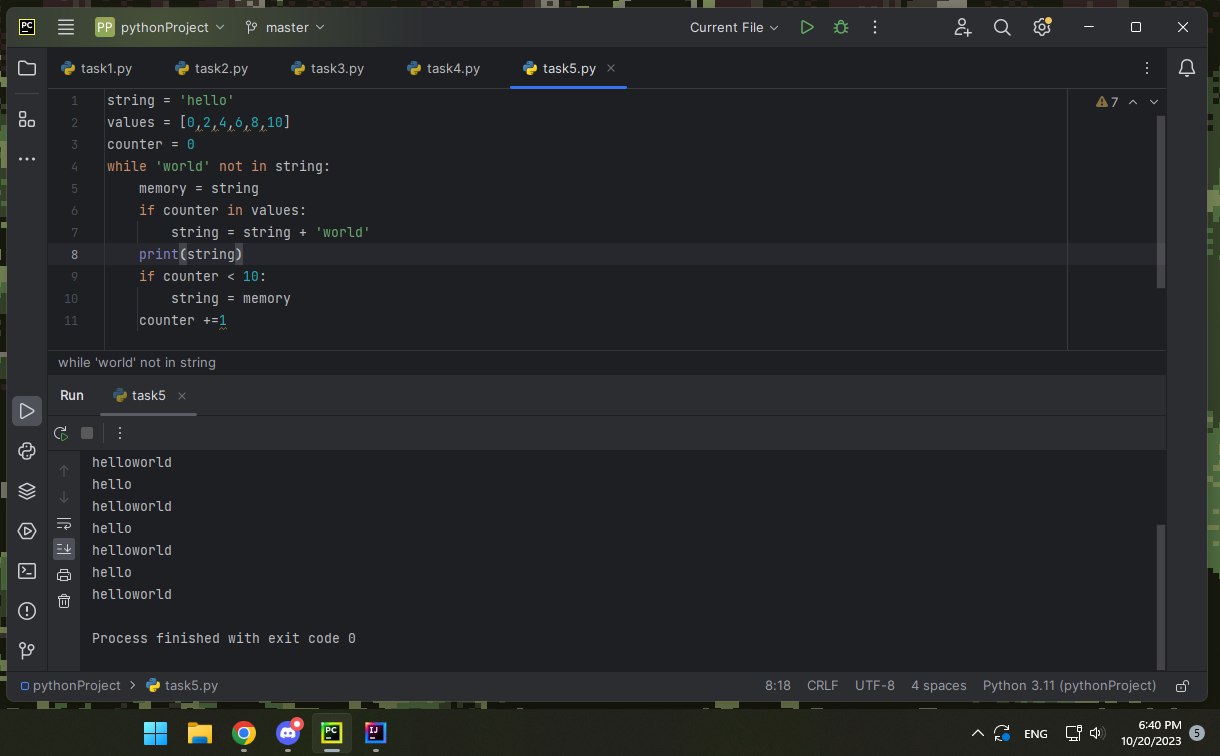 PC PP pythonProject master Current File
task1.py task2.py task3.py task4.py task5.py
1 string = 'hello'
7
2 values = [0,2,4,6,8,10]
3 counter = 0
4 while 'world' not in string:
5 memory = string
6 if counter in values:
7 string = string + 'world'
8 print(string)
9 if counter < 10:
10 string = memory
11 counter +=1
while 'world' not in string
Run task5
helloworld
hello
helloworld
hello
helloworld
hello
helloworld
Process finished with exit code 0
pythonProject > task5.py 8:18 CRLF UTF-8 4 spaces Python 3.11 (pythonProject)
PC IJ ENG 6:40 PM
10/20/2023 5